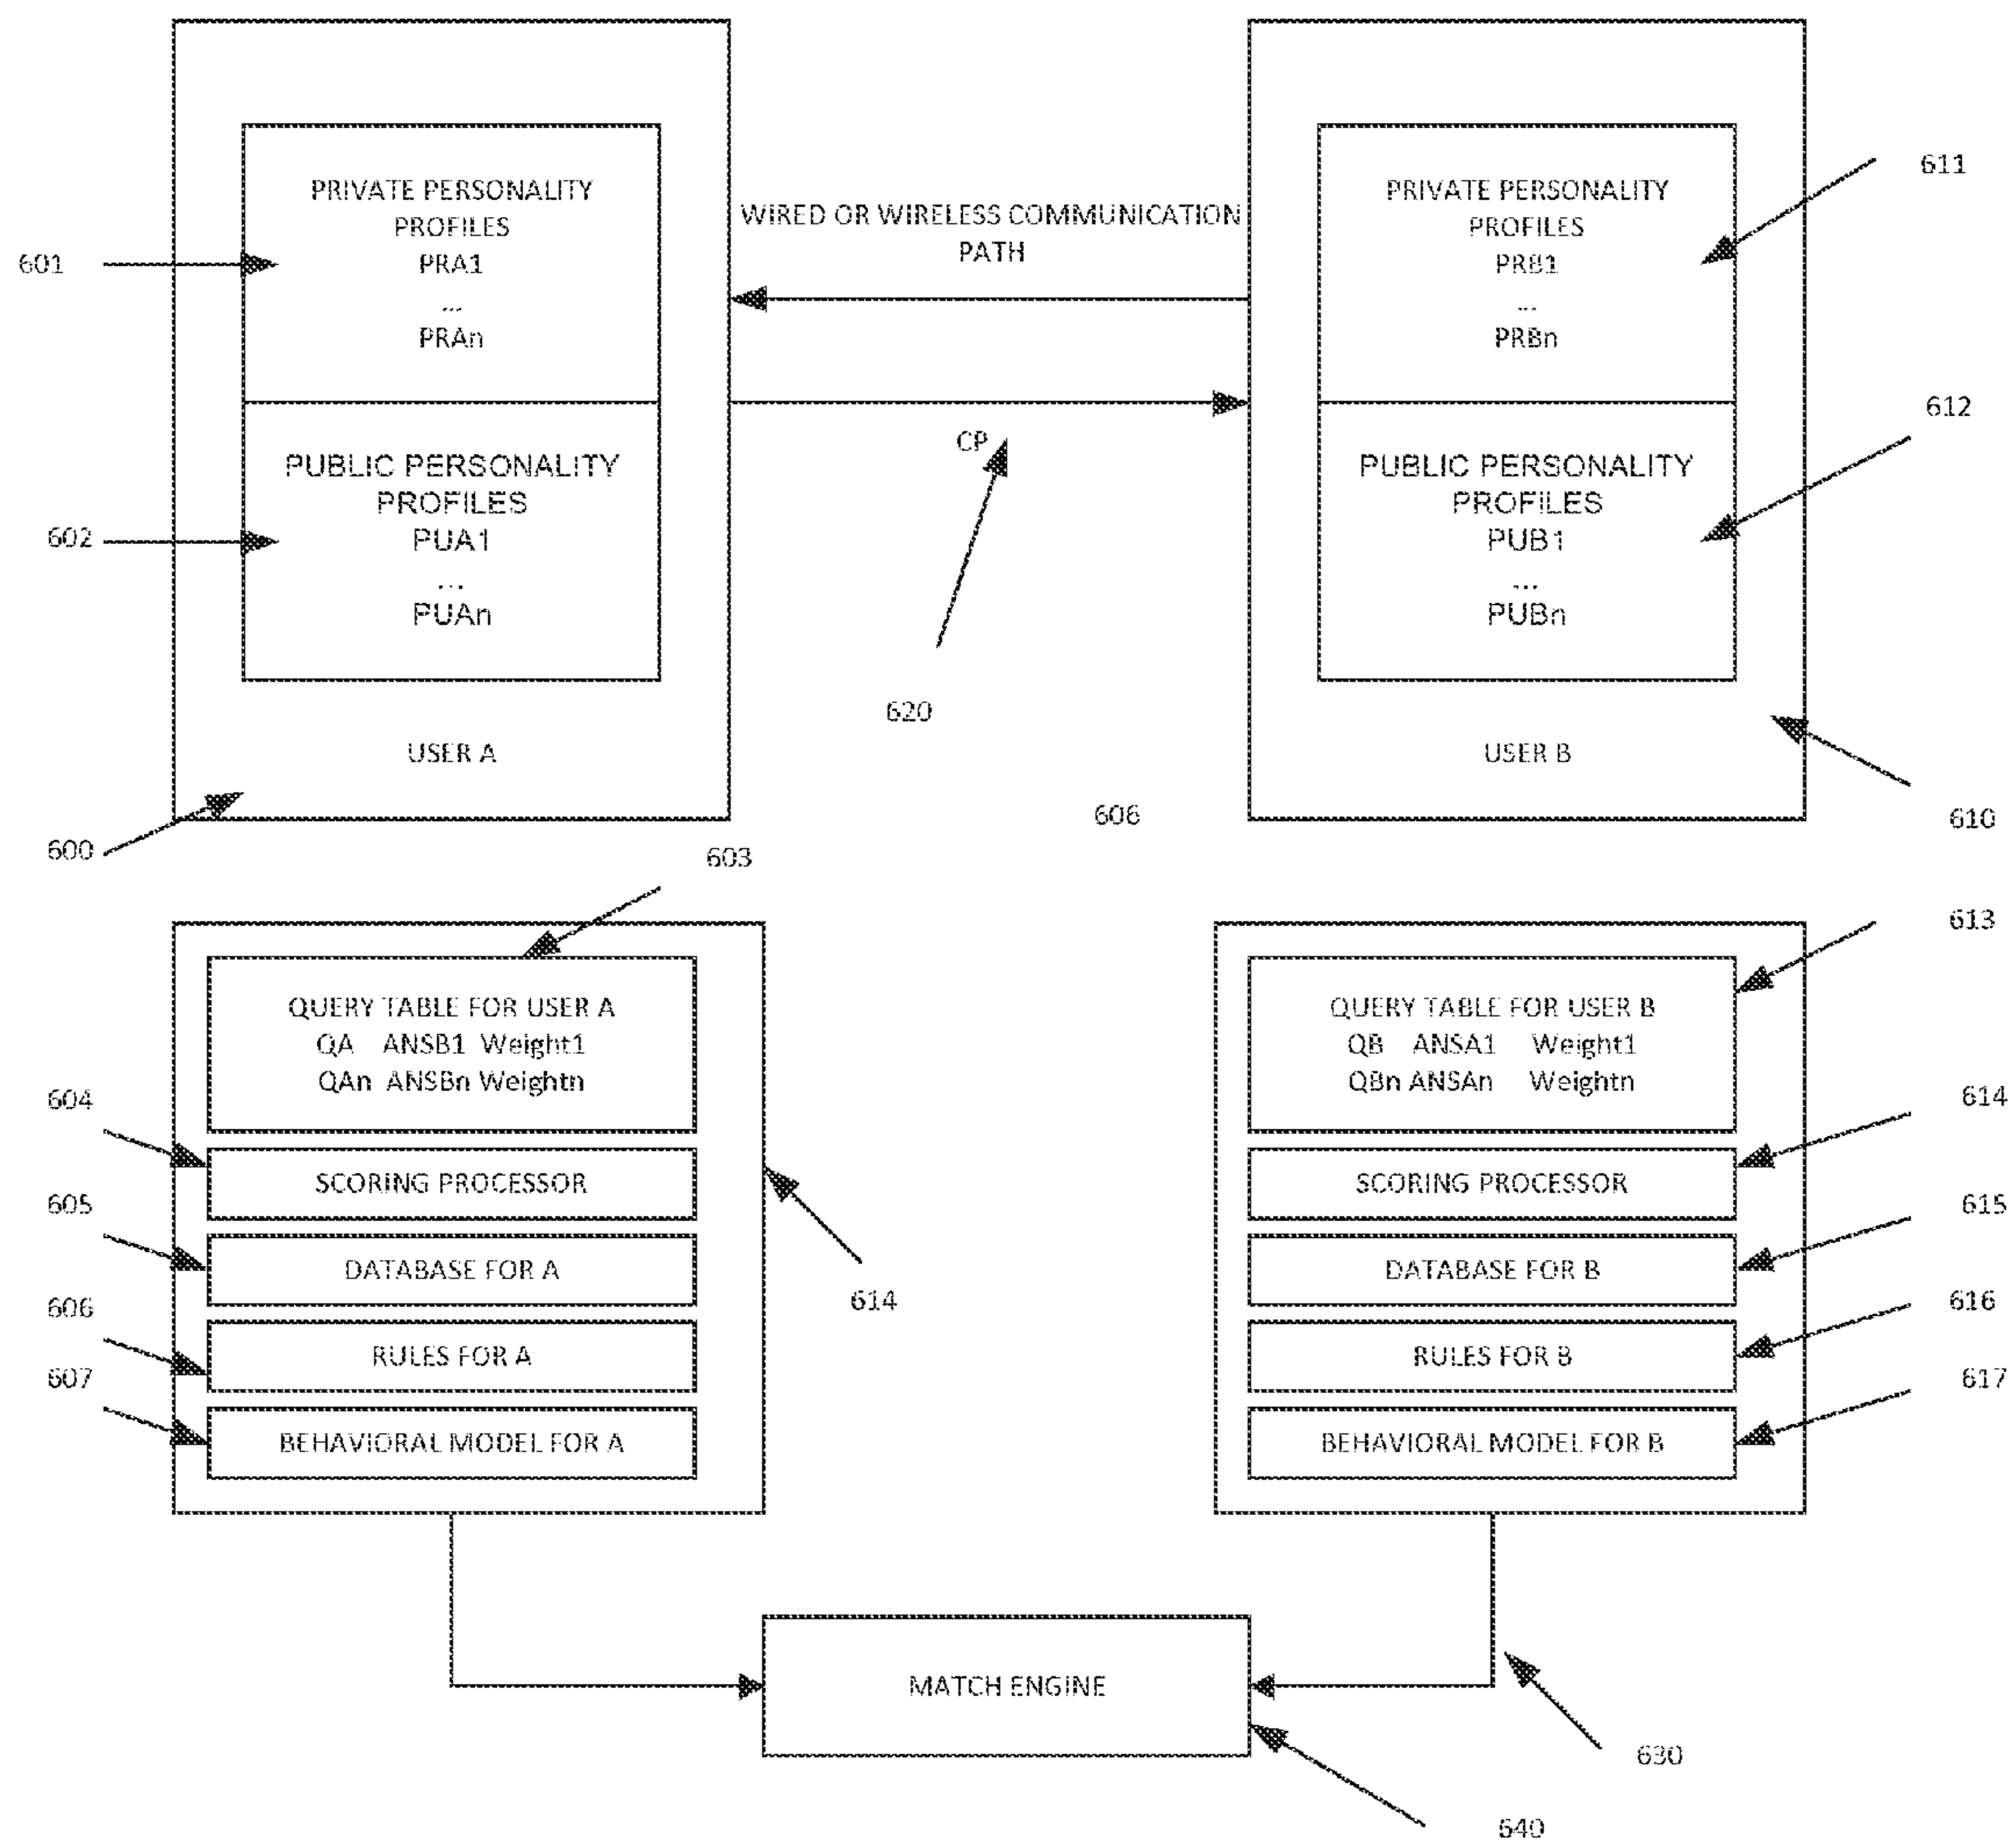 PRIVATE PERSONALITY
PROFILES
PRA1
...
PRAn
PUBLIC PERSONALITY
PROFILES
PUA1
...
PUAn
USER A
601
602
600
WIRED OR WIRELESS COMMUNICATION
PATH
CP
620
606
PRIVATE PERSONALITY
PROFILES
PRB1
...
PRBn
PUBLIC PERSONALITY
PROFILES
PUB1
...
PUBn
USER B
611
612
610
603
QUERY TABLE FOR USER A
QA ANSB1 Weight1
QAn ANSBn Weightn
SCORING PROCESSOR
DATABASE FOR A
RULES FOR A
BEHAVIORAL MODEL FOR A
604
605
606
607
614
QUERY TABLE FOR USER B
QB ANSA1 Weight1
QBn ANSAn Weightn
SCORING PROCESSOR
DATABASE FOR B
RULES FOR B
BEHAVIORAL MODEL FOR B
613
614
615
616
617
MATCH ENGINE
630
640